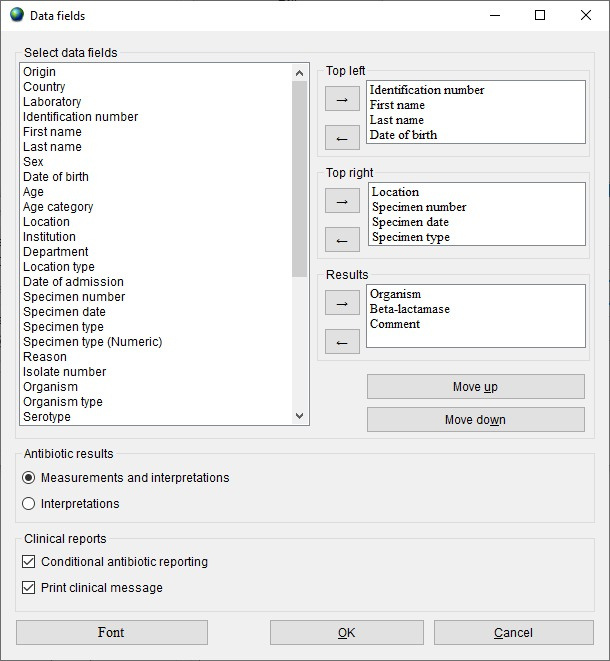 Data fields
Select data fields
Origin
Country
Laboratory
Identification number
First name
Last name
Sex
Date of birth
Age
Age category
Location
Institution
Department
Location type
Date of admission
Specimen number
Specimen date
Specimen type
Specimen type (Numeric)
Reason
Isolate number
Organism
Organism type
Serotype
Top left
→
←
Identification number
First name
Last name
Date of birth
Top right
→
←
Location
Specimen number
Specimen date
Specimen type
Results
→
←
Organism
Beta-lactamase
Comment
Move up
Move down
Antibiotic results
Measurements and interpretations
Interpretations
Clinical reports
Conditional antibiotic reporting
Print clinical message
Font
OK
Cancel